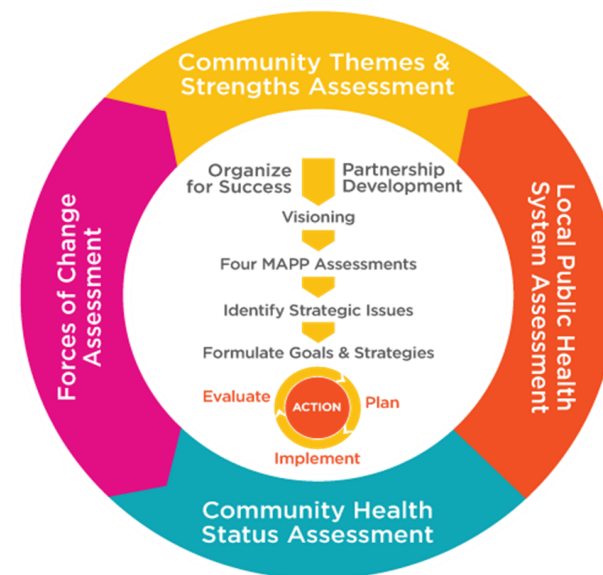 Community Themes &
Strengths Assessment
Local Public Health
System Assessment
Community Health
Status Assessment
Forces of Change
Assessment
Organize
for Success
Partnership
Development
Visioning
Four MAPP Assessments
Identify Strategic Issues
Formulate Goals & Strategies
Evaluate
ACTION
Plan
Implement